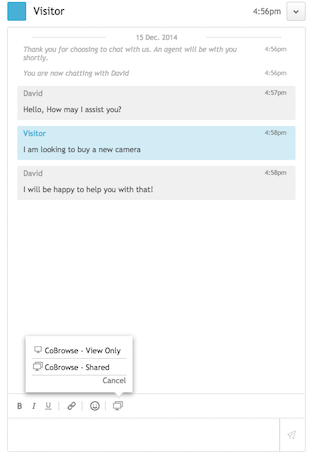 Visitor
4:56pm
15 Dec. 2014
Thank you for choosing to chat with us. An agent will be with you 4:56pm
shortly.
You are now chatting with David 4:56pm
David 4:57pm
Hello, How may I assist you?
Visitor 4:58pm
I am looking to buy a new camera
David 4:58pm
I will be happy to help you with that!
CoBrowse - View Only
CoBrowse - Shared
Cancel
B I U